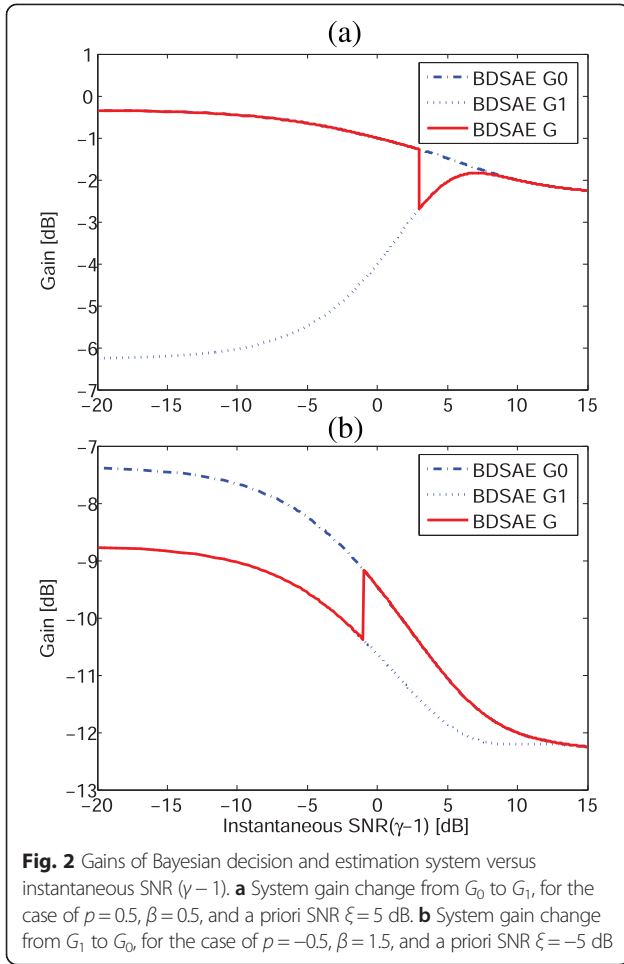 (a)
1
0
−1
−2
−3
−4
−5
−6
−7
Gain [dB]
BDSAE G0
BDSAE G1
BDSAE G
−20
−15
−10
−5
0
5
10
15
(b)
−7
−8
−9
−10
−11
−12
−13
Gain [dB]
BDSAE G0
BDSAE G1
BDSAE G
−20
−15
−10
−5
0
5
10
15
Instantaneous SNR(γ−1) [dB]
Fig. 2 Gains of Bayesian decision and estimation system versus
instantaneous SNR (γ − 1). a System gain change from G₀ to G₁, for the
case of p = 0.5, β = 0.5, and a priori SNR ξ = 5 dB. b System gain change
from G₁ to G₀, for the case of p = −0.5, β = 1.5, and a priori SNR ξ = −5 dB